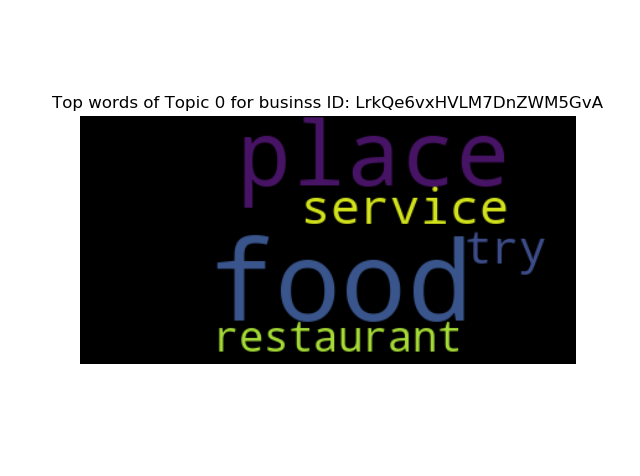 Top words of Topic 0 for businss ID: LrkQe6vxHVLM7DnZWM5GvA
place
service
try
food
restaurant